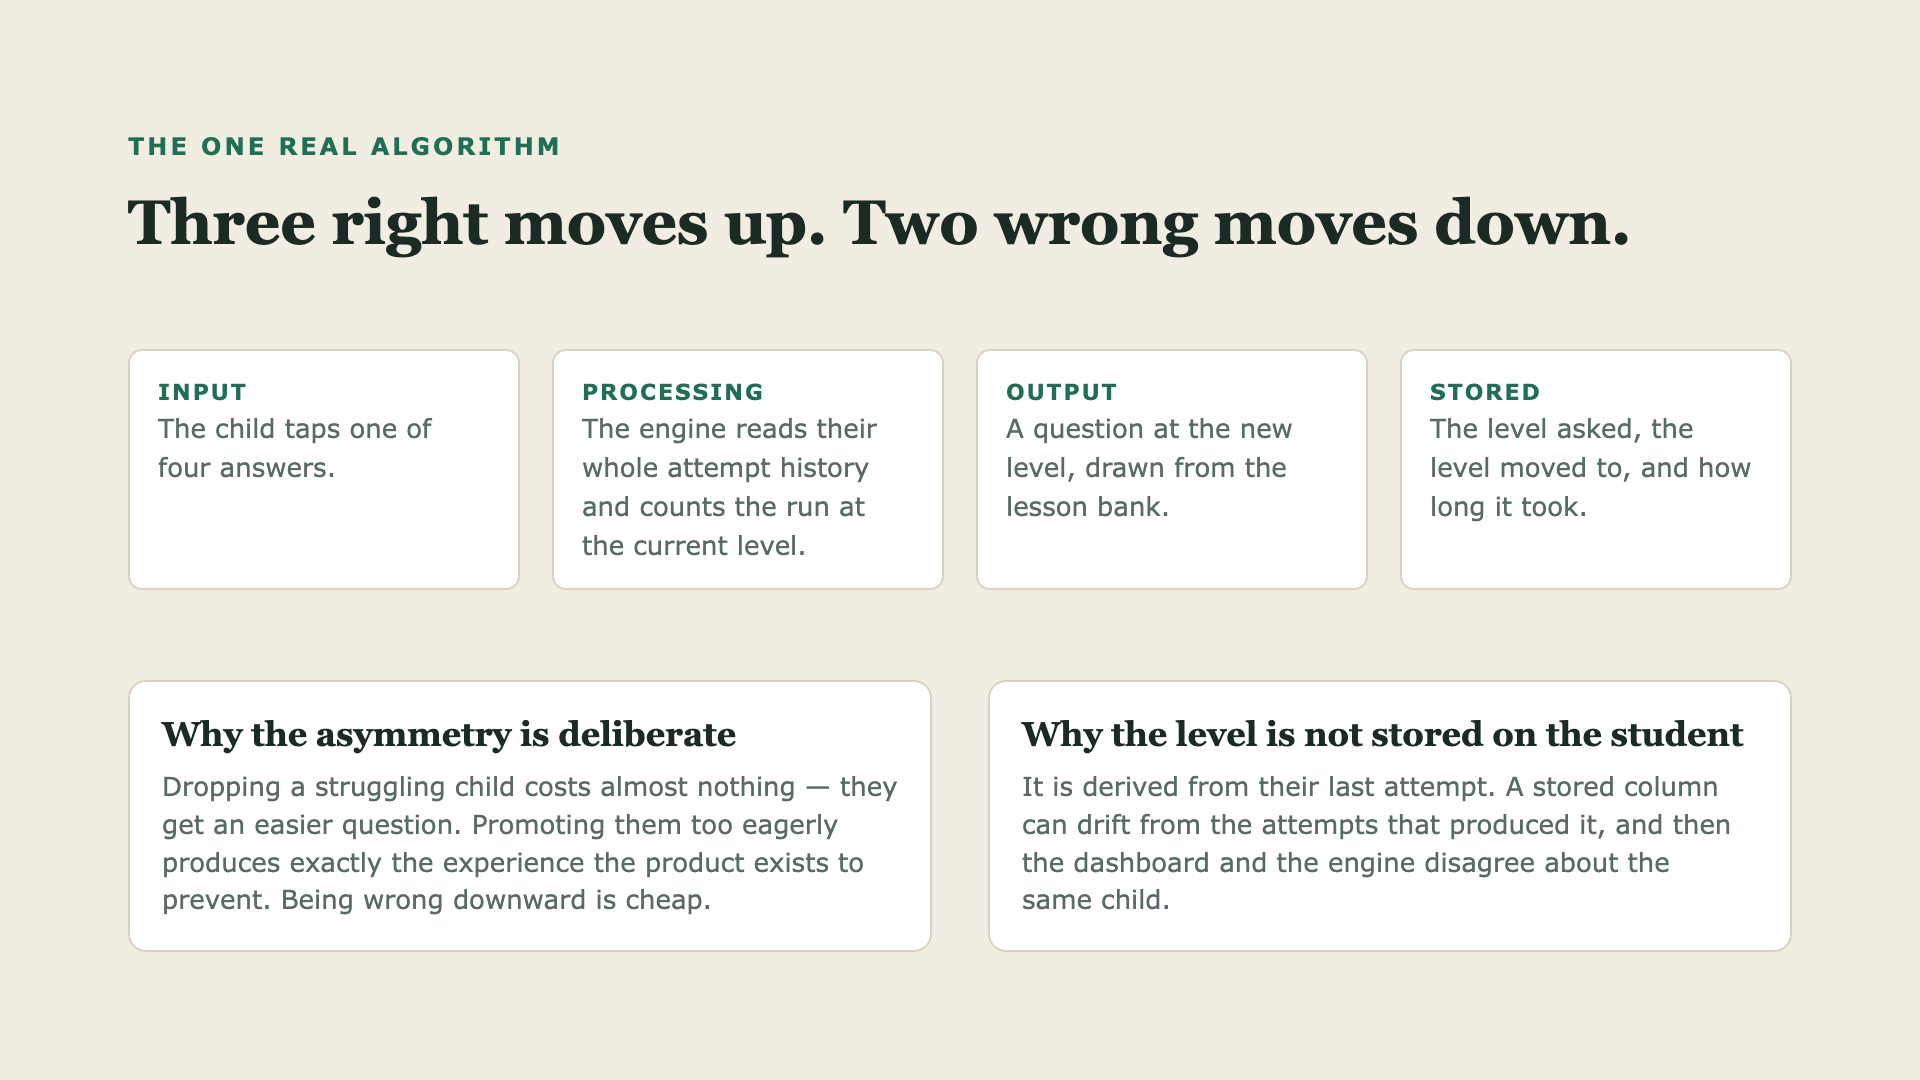 THE ONE REAL ALGORITHM
Three right moves up. Two wrong moves down.
INPUT
The child taps one of
four answers.
PROCESSING
The engine reads their
whole attempt history
and counts the run at
the current level.
OUTPUT
A question at the new
level, drawn from the
lesson bank.
STORED
The level asked, the
level moved to, and how
long it took.
Why the asymmetry is deliberate
Dropping a struggling child costs almost nothing — they
get an easier question. Promoting them too eagerly
produces exactly the experience the product exists to
prevent. Being wrong downward is cheap.
Why the level is not stored on the student
It is derived from their last attempt. A stored column
can drift from the attempts that produced it, and then
the dashboard and the engine disagree about the
same child.